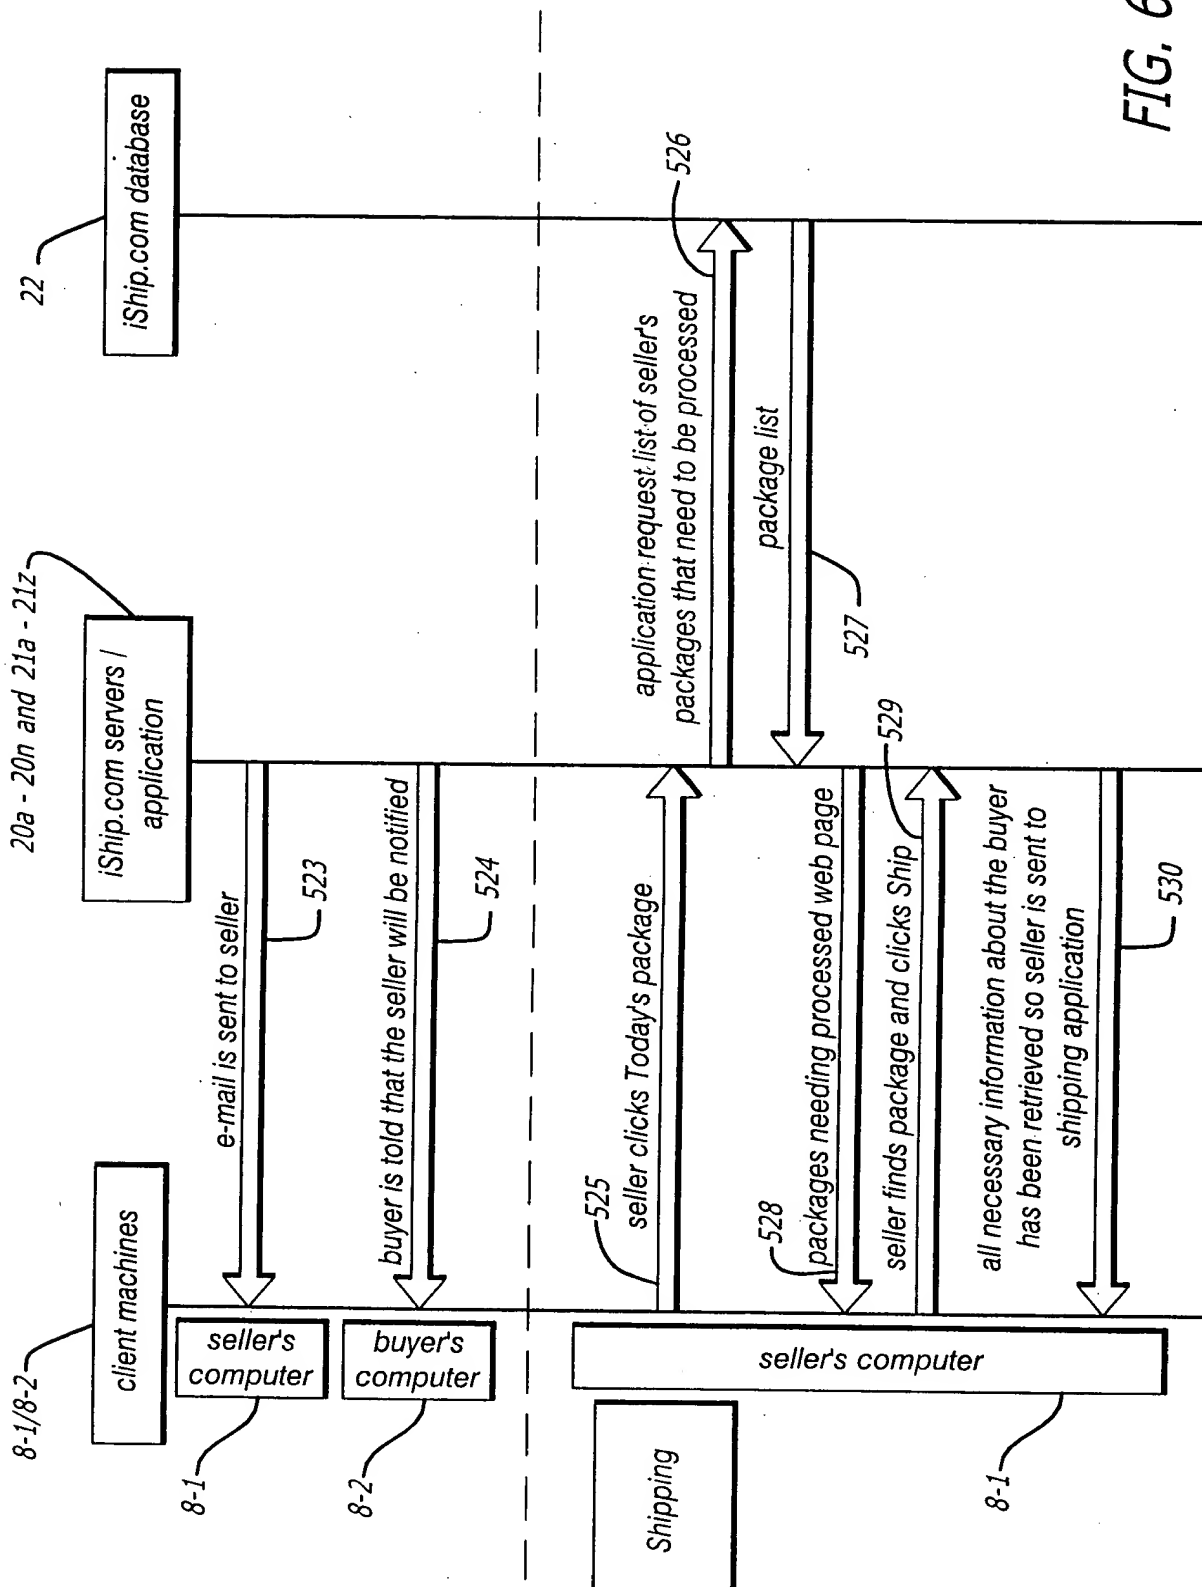 8-1/8-2
client machines
20a - 20n and 21a - 21z
iShip.com servers /
application
22
iShip.com database
8-1
seller's
computer
e-mail is sent to seller
523
8-2
buyer's
computer
buyer is told that the seller will be notified
524
Shipping
seller's computer
8-1
525
seller clicks Today's package
application request list of seller's
packages that need to be processed
526
package list
527
528
packages needing processed web page
seller finds package and clicks Ship
529
all necessary information about the buyer
has been retrieved so seller is sent to
shipping application
530
FIG. 6